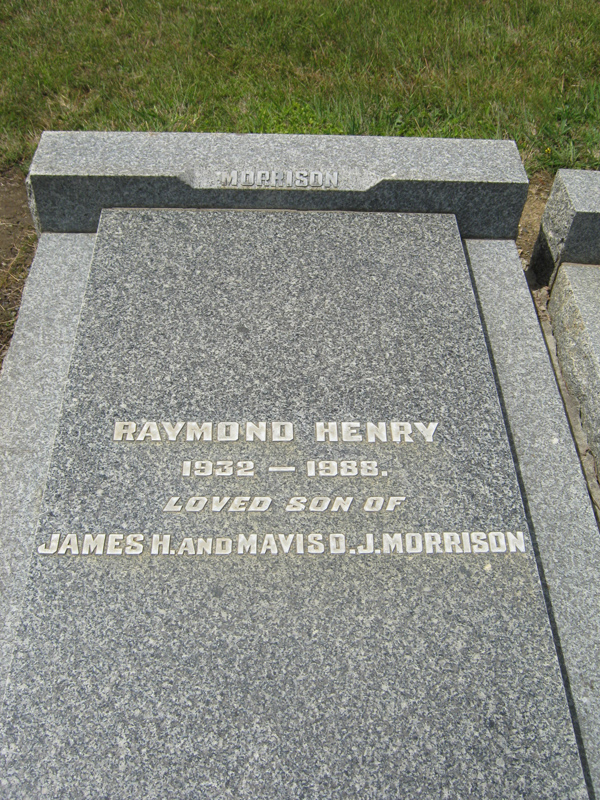 MORRISON
RAYMOND HENRY
1932 — 1988.
LOVED SON OF
JAMES H. AND MAVIS D. J. MORRISON